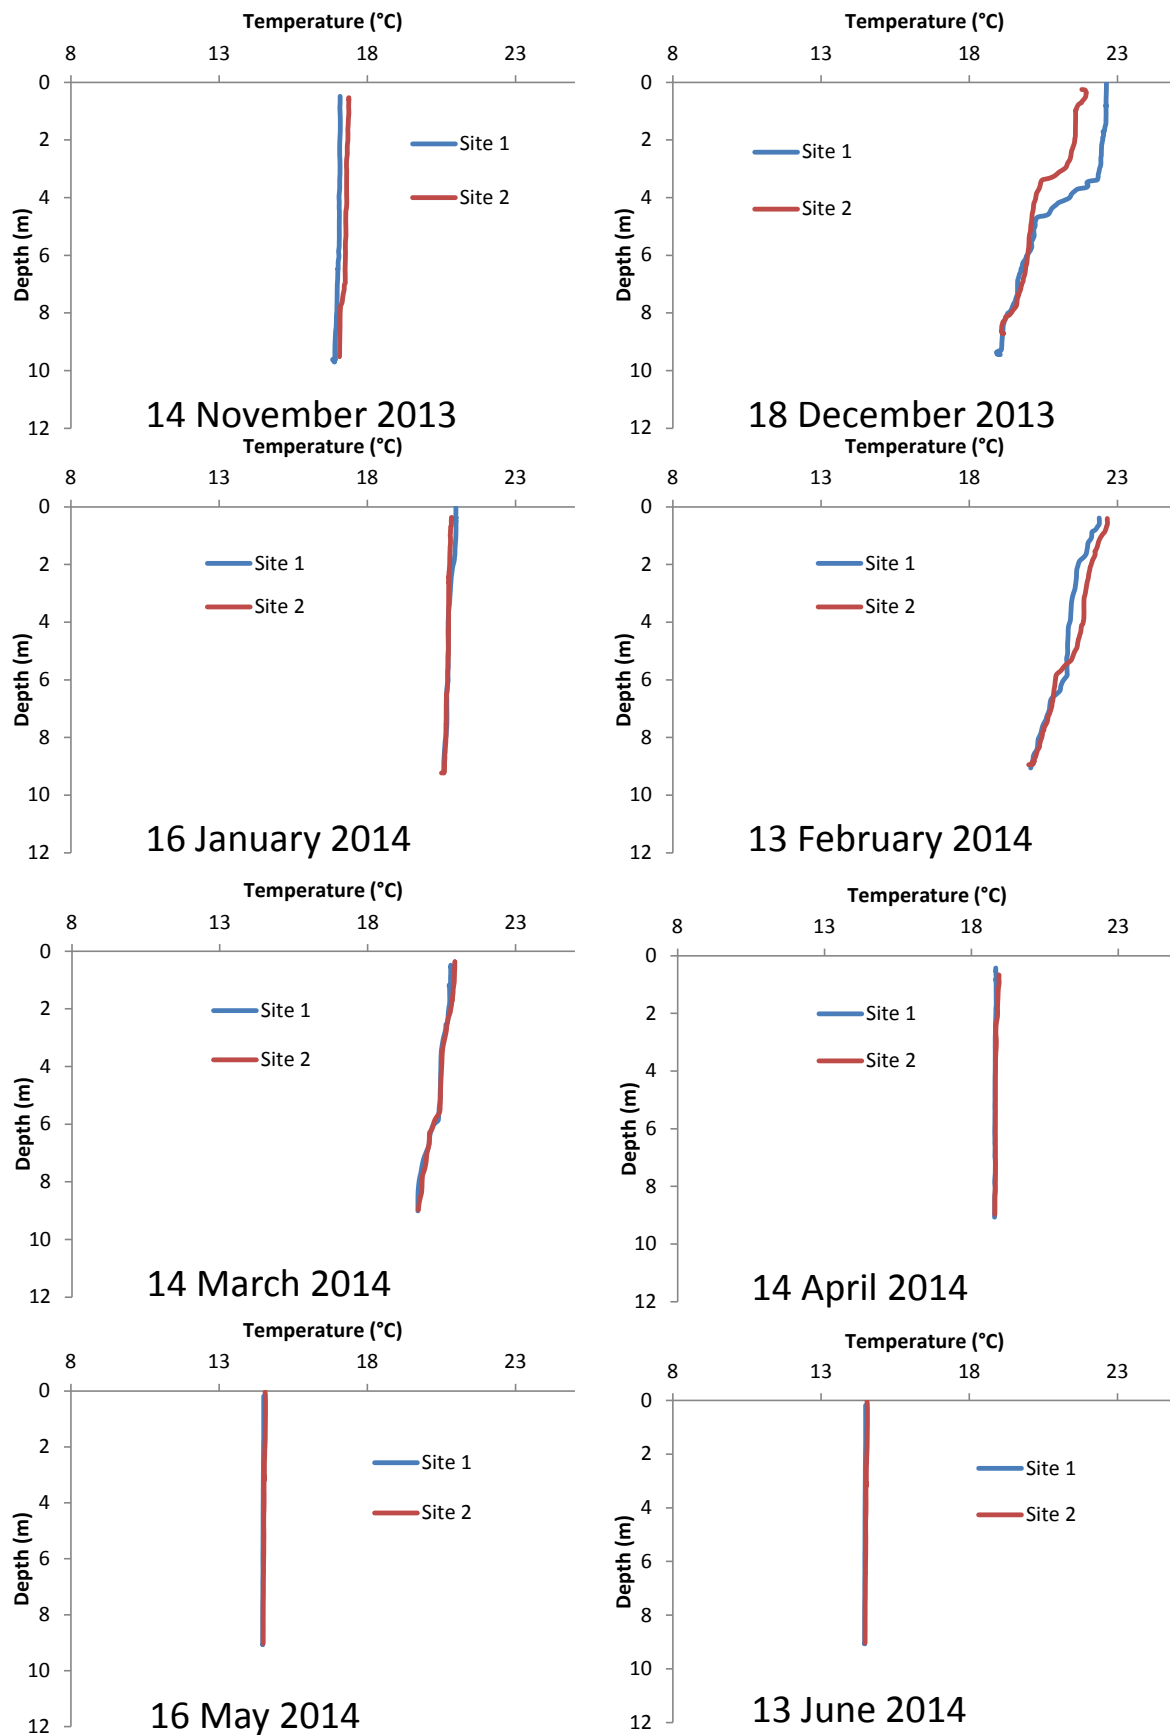 Temperature (°C)
8 13 18 23
0
2
4
6
8
10
12
Depth (m)
Site 1
Site 2
14 November 2013
Temperature (°C)
8 13 18 23
0
2
4
6
8
10
12
Depth (m)
Site 1
Site 2
18 December 2013
Temperature (°C)
8 13 18 23
0
2
4
6
8
10
12
Depth (m)
Site 1
Site 2
16 January 2014
Temperature (°C)
8 13 18 23
0
2
4
6
8
10
12
Depth (m)
Site 1
Site 2
13 February 2014
Temperature (°C)
8 13 18 23
0
2
4
6
8
10
12
Depth (m)
Site 1
Site 2
14 March 2014
Temperature (°C)
8 13 18 23
0
2
4
6
8
10
12
Depth (m)
Site 1
Site 2
14 April 2014
Temperature (°C)
8 13 18 23
0
2
4
6
8
10
12
Depth (m)
Site 1
Site 2
16 May 2014
Temperature (°C)
8 13 18 23
0
2
4
6
8
10
12
Depth (m)
Site 1
Site 2
13 June 2014